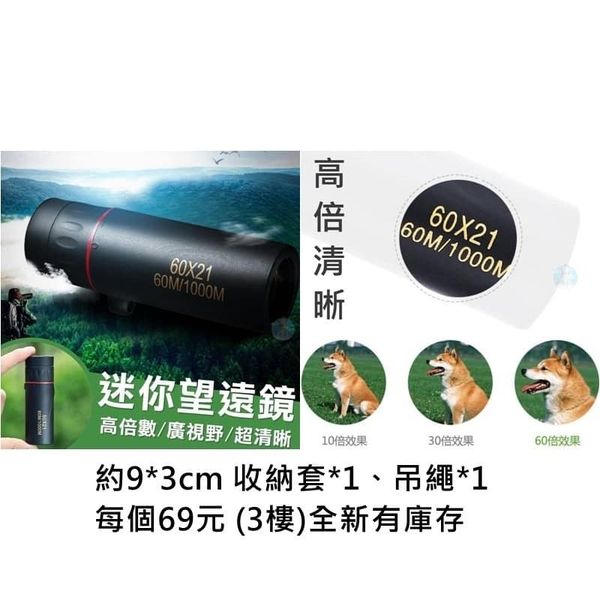 60X21
60M/1000M
60X21
60M/1000M
迷你望遠鏡
高倍數/廣視野/超清晰
高倍清晰
60X21
60M/1000M
10倍效果
30倍效果
60倍效果
約9*3cm 收納套*1、吊繩*1
每個69元 (3樓)全新有庫存